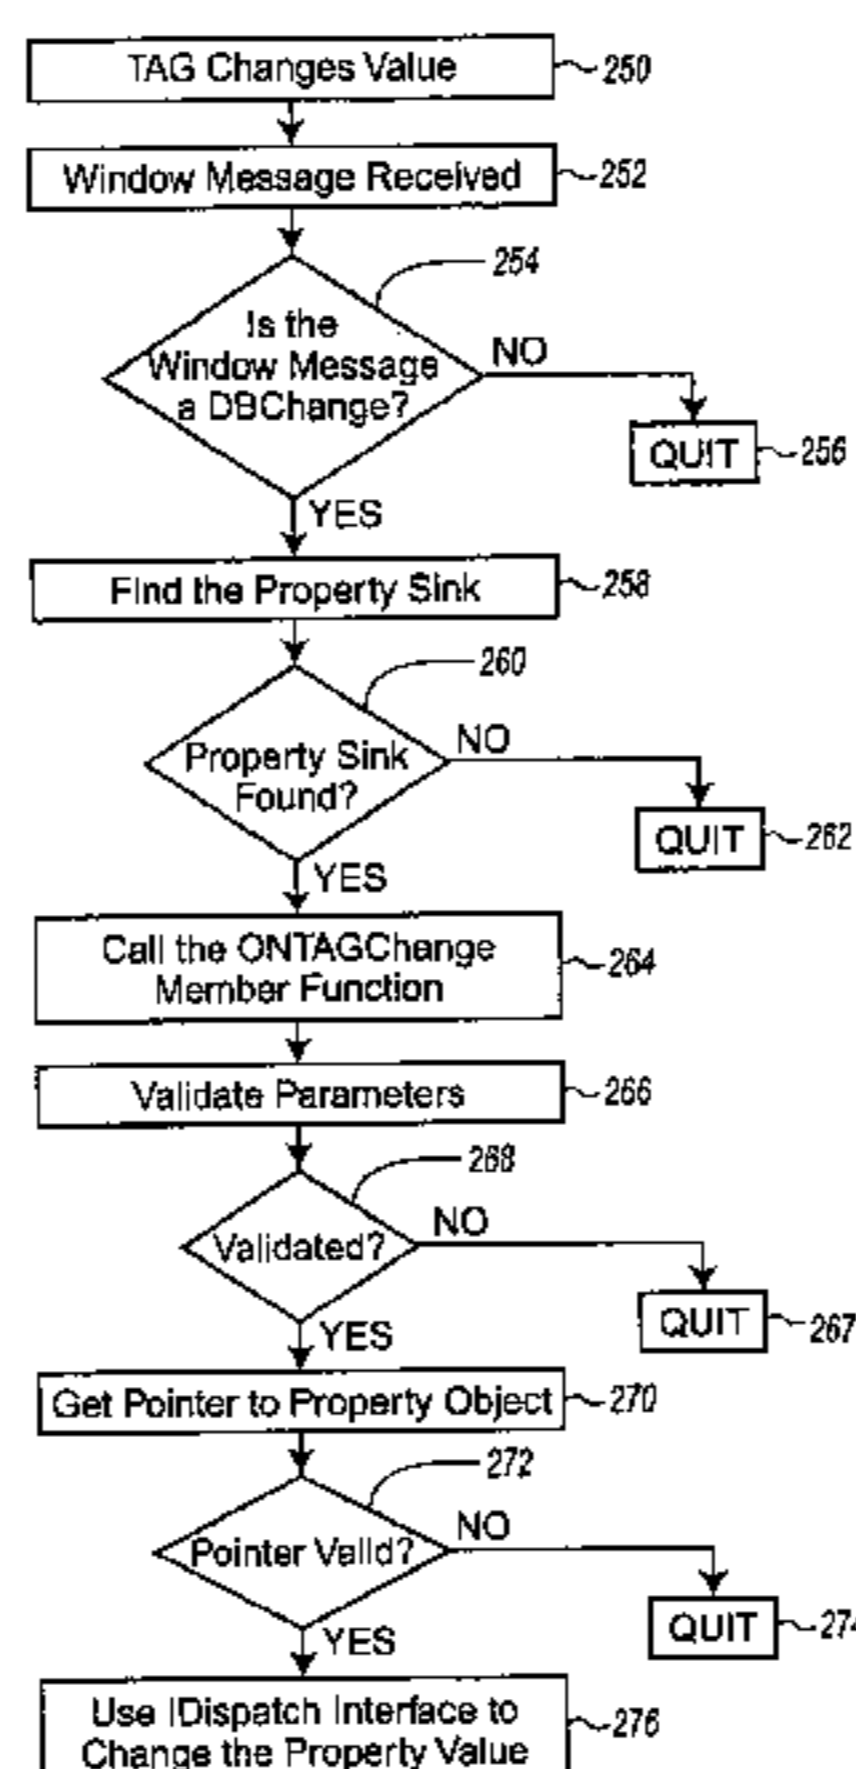 TAG Changes Value
250
Window Message Received
252
254
Is the
Window Message
a DBChange?
NO
QUIT
256
YES
Find the Property Sink
258
260
Property Sink
Found?
NO
QUIT
262
YES
Call the ONTAGChange
Member Function
264
Validate Parameters
266
268
Validated?
NO
QUIT
267
YES
Get Pointer to Property Object
270
272
Pointer Valid?
NO
QUIT
274
YES
Use IDispatch Interface to
Change the Property Value
276